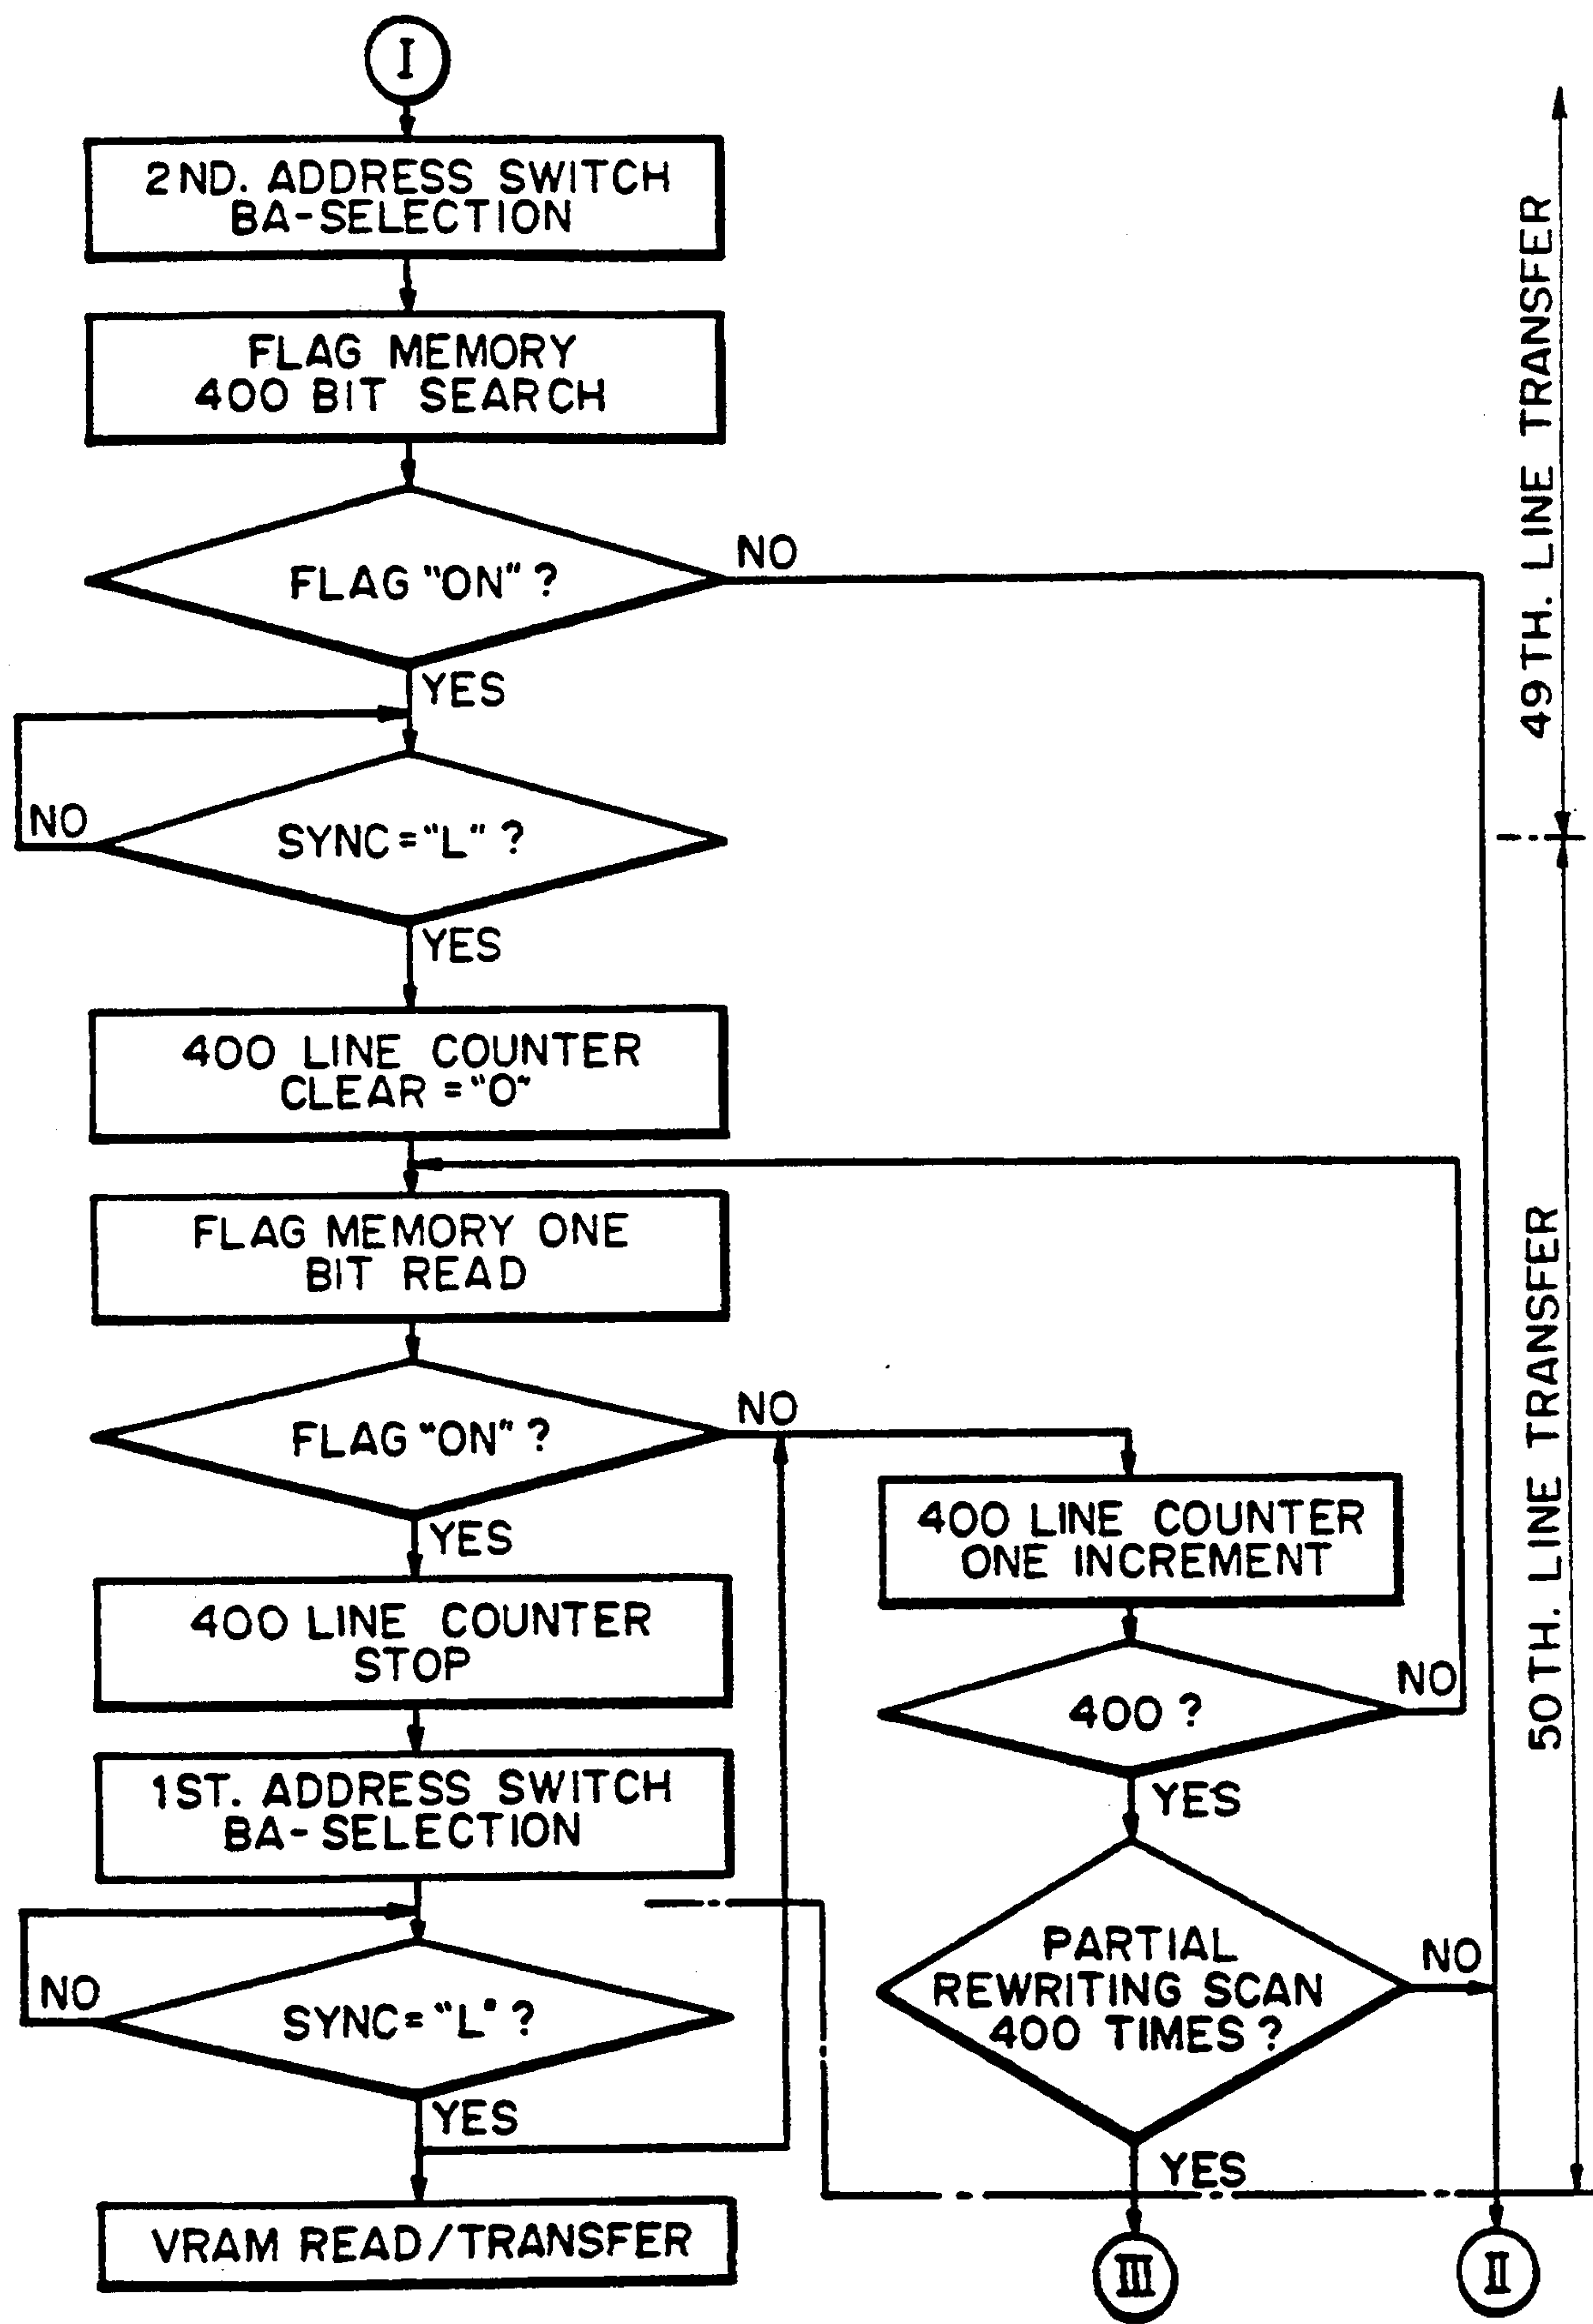 I
2ND. ADDRESS SWITCH
BA-SELECTION
FLAG MEMORY
400 BIT SEARCH
FLAG "ON" ?
NO
YES
SYNC = "L" ?
NO
YES
400 LINE COUNTER
CLEAR = "0"
FLAG MEMORY ONE
BIT READ
FLAG "ON" ?
NO
YES
400 LINE COUNTER
STOP
1ST. ADDRESS SWITCH
BA-SELECTION
SYNC = "L" ?
NO
YES
VRAM READ/TRANSFER
400 LINE COUNTER
ONE INCREMENT
400 ?
NO
YES
PARTIAL
REWRITING SCAN
400 TIMES ?
NO
YES
III
II
49TH. LINE TRANSFER
50TH. LINE TRANSFER